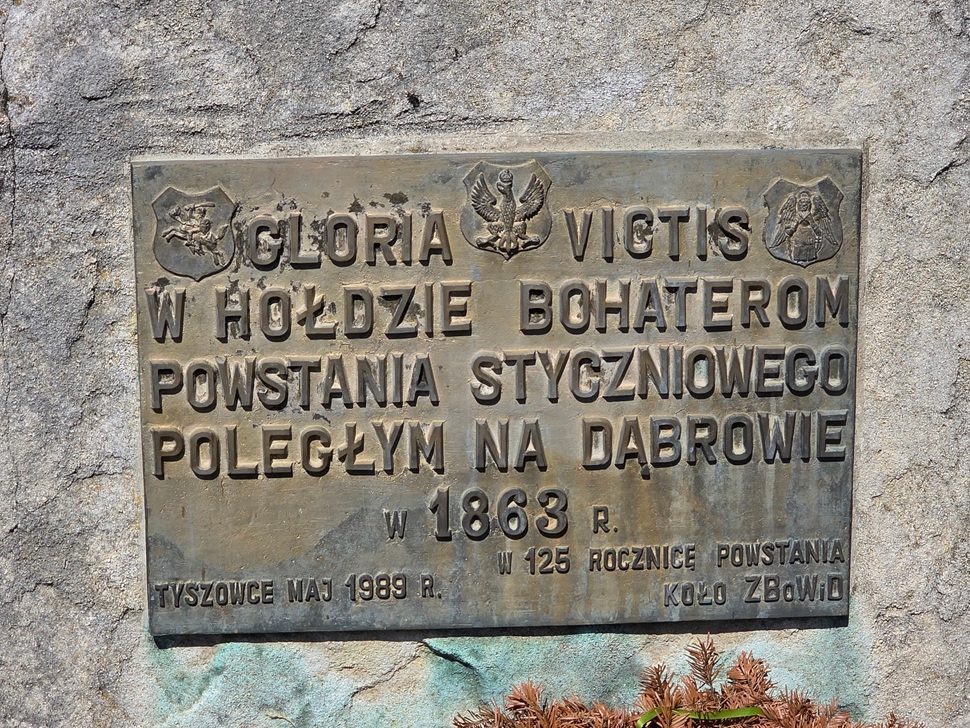 GLORIA VICTIS
W HOŁDZIE BOHATEROM
POWSTANIA STYCZNIOWEGO
POLEGŁYM NA DĄBROWIE
W 1863 R.
W 125 ROCZNICĘ POWSTANIA
TYSZOWCE MAJ 1989 R. KOŁO ZBoWiD